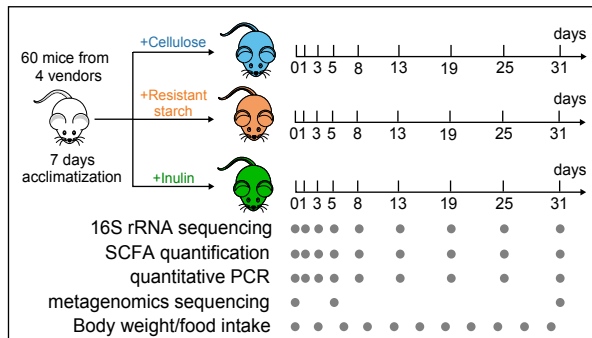 60 mice from
4 vendors
7 days
acclimatization
+Cellulose
days
0 1 3 5 8 13 19 25 31
+Resistant
starch
days
0 1 3 5 8 13 19 25 31
+Inulin
days
0 1 3 5 8 13 19 25 31
16S rRNA sequencing
SCFA quantification
quantitative PCR
metagenomics sequencing
Body weight/food intake